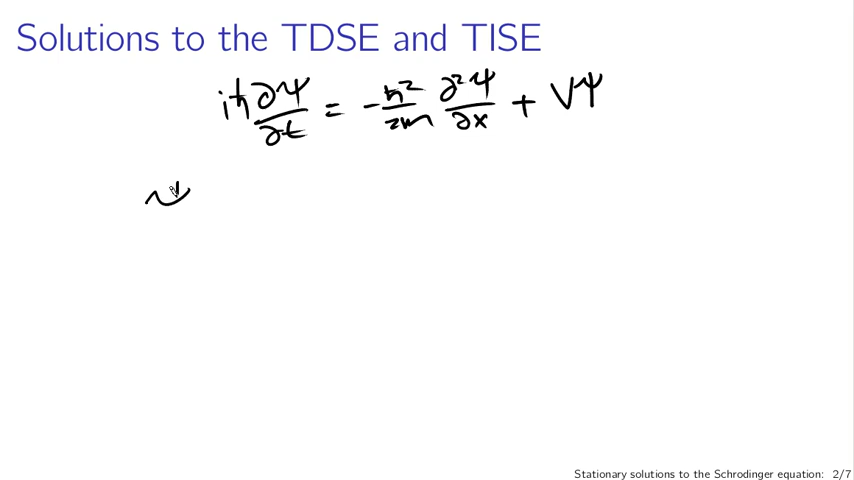 Solutions to the TDSE and TISE
iħ ∂Ψ/∂t = -ħ²/2m ∂²Ψ/∂x + VΨ
Stationary solutions to the Schrodinger equation: 2/7